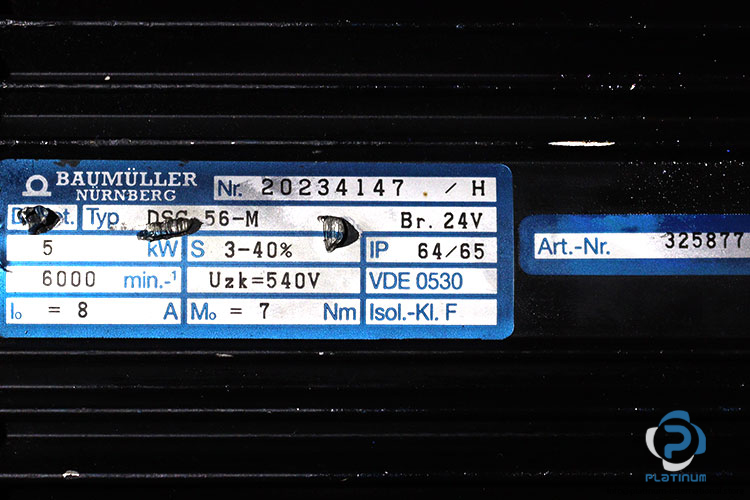 BAUMÜLLER
NÜRNBERG
Nr. 20234147 . / H
Typ. 56-M Br. 24V
5 kW S 3-40% IP 64/65
6000 min.-¹ Uzk=540V VDE 0530
I₀ = 8 A M₀ = 7 Nm Isol.-Kl. F
Art.-Nr. 325877
PLATINUM